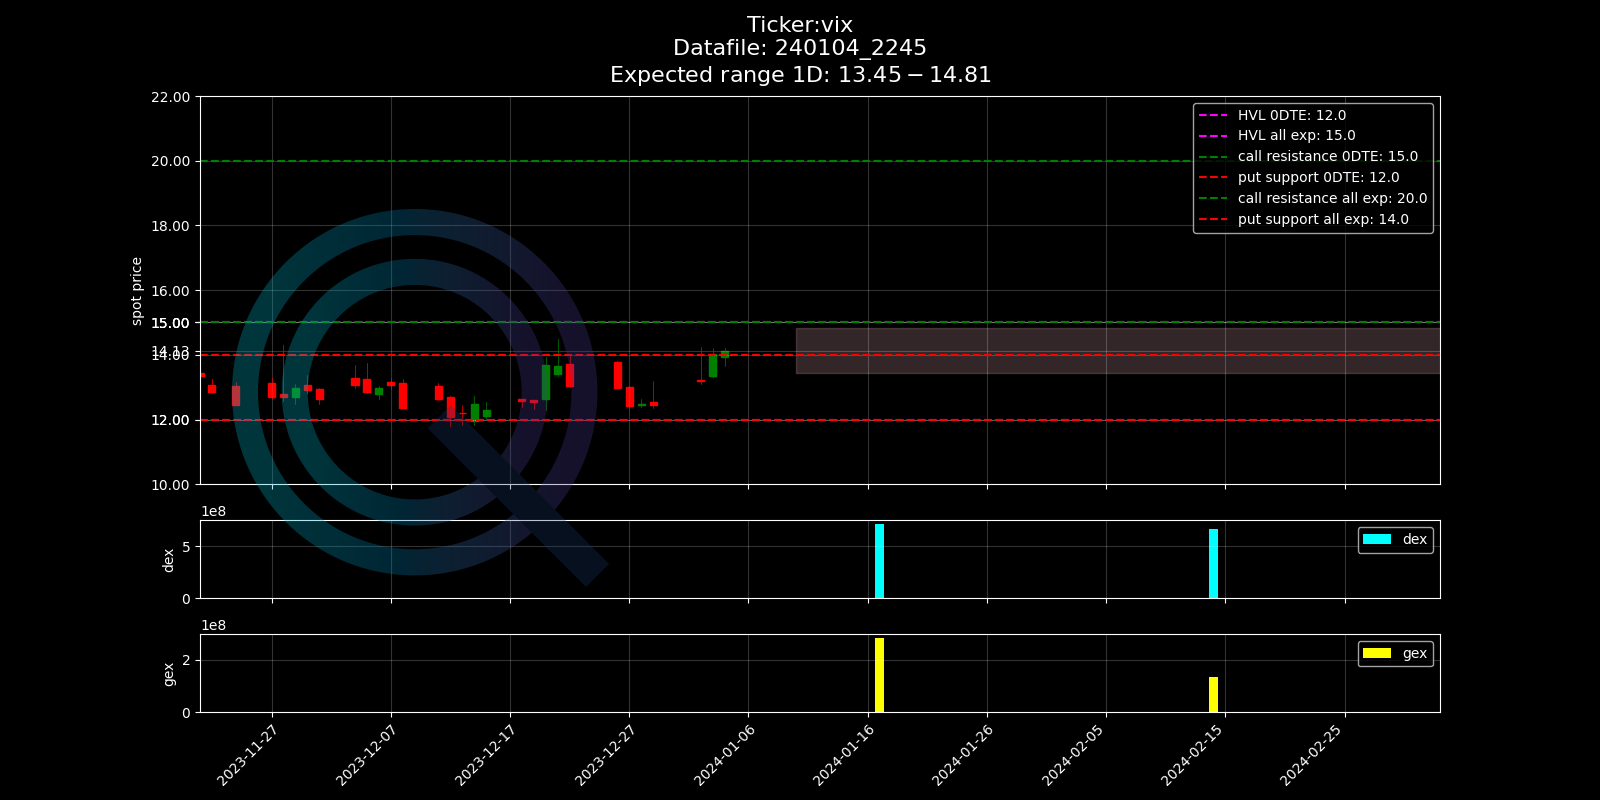 Ticker:vix
Datafile: 240104_2245
Expected range 1D: 13.45 − 14.81
22.00
20.00
18.00
16.00
15.00
14.13
14.00
12.00
10.00
spot price
HVL 0DTE: 12.0
HVL all exp: 15.0
call resistance 0DTE: 15.0
put support 0DTE: 12.0
call resistance all exp: 20.0
put support all exp: 14.0
1e8
5
0
dex
dex
1e8
2
0
gex
gex
2023-11-27
2023-12-07
2023-12-17
2023-12-27
2024-01-06
2024-01-16
2024-01-26
2024-02-05
2024-02-15
2024-02-25